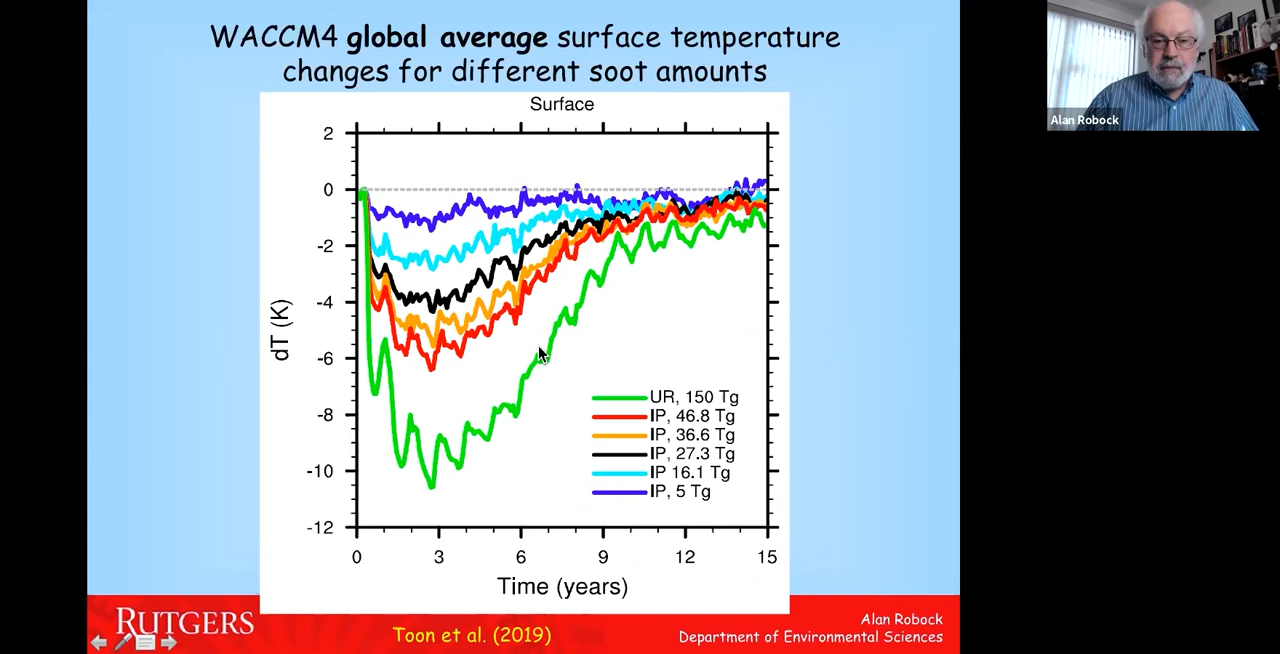 WACCM4 global average surface temperature
changes for different soot amounts
Alan Robock
Surface
2
0
-2
-4
-6
-8
-10
-12
dT (K)
UR, 150 Tg
IP, 46.8 Tg
IP, 36.6 Tg
IP, 27.3 Tg
IP 16.1 Tg
IP, 5 Tg
0 3 6 9 12 15
Time (years)
RUTGERS
Toon et al. (2019)
Alan Robock
Department of Environmental Sciences